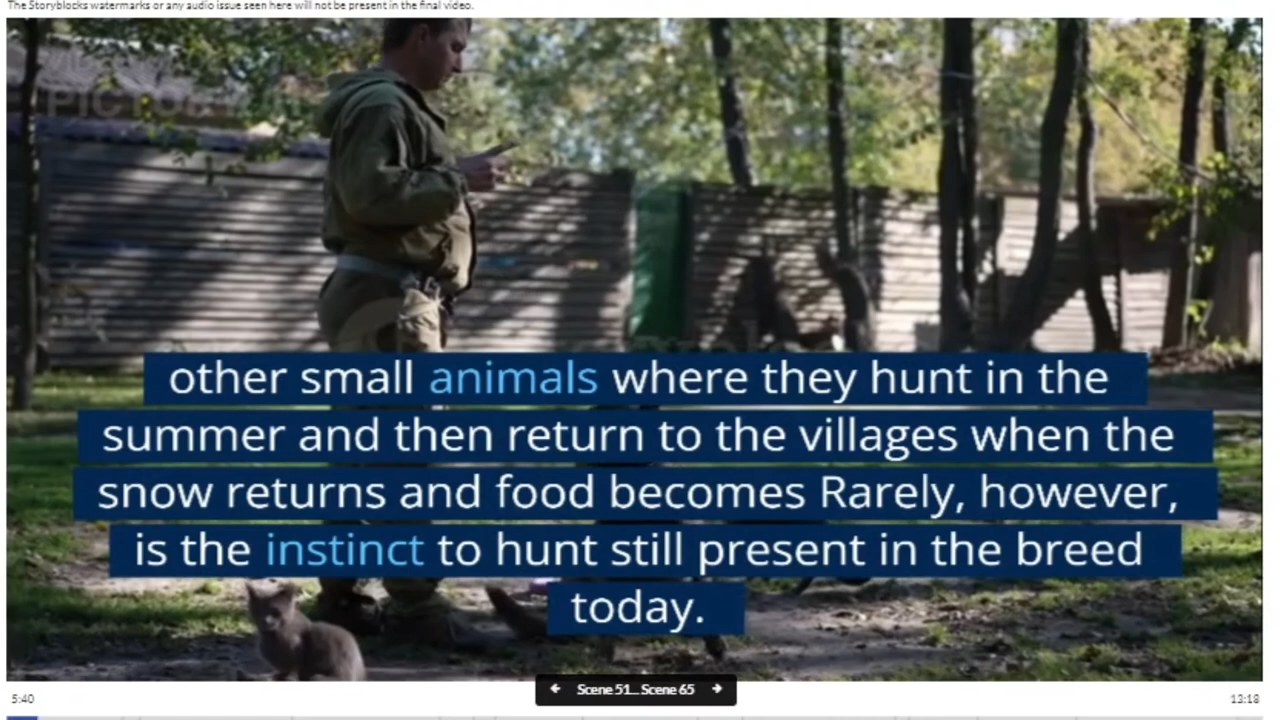 The Storyblocks watermarks or any audio issue seen here will not be present in the final video.
other small animals where they hunt in the
summer and then return to the villages when the
snow returns and food becomes Rarely, however,
is the instinct to hunt still present in the breed
today.
5:40
Scene 51... Scene 65
13:18